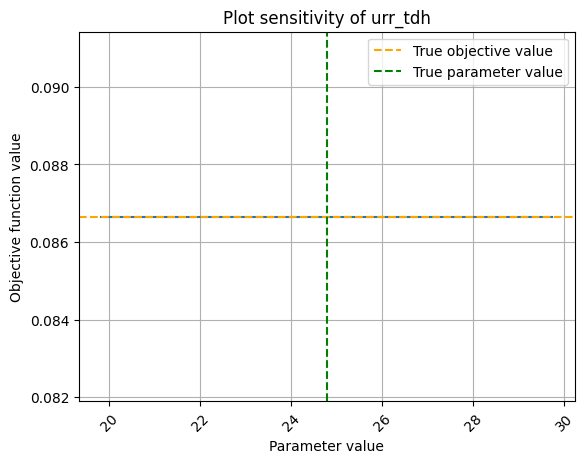 Plot sensitivity of urr_tdh
True objective value
True parameter value
Objective function value
0.090
0.088
0.086
0.084
0.082
20 22 24 26 28 30
Parameter value